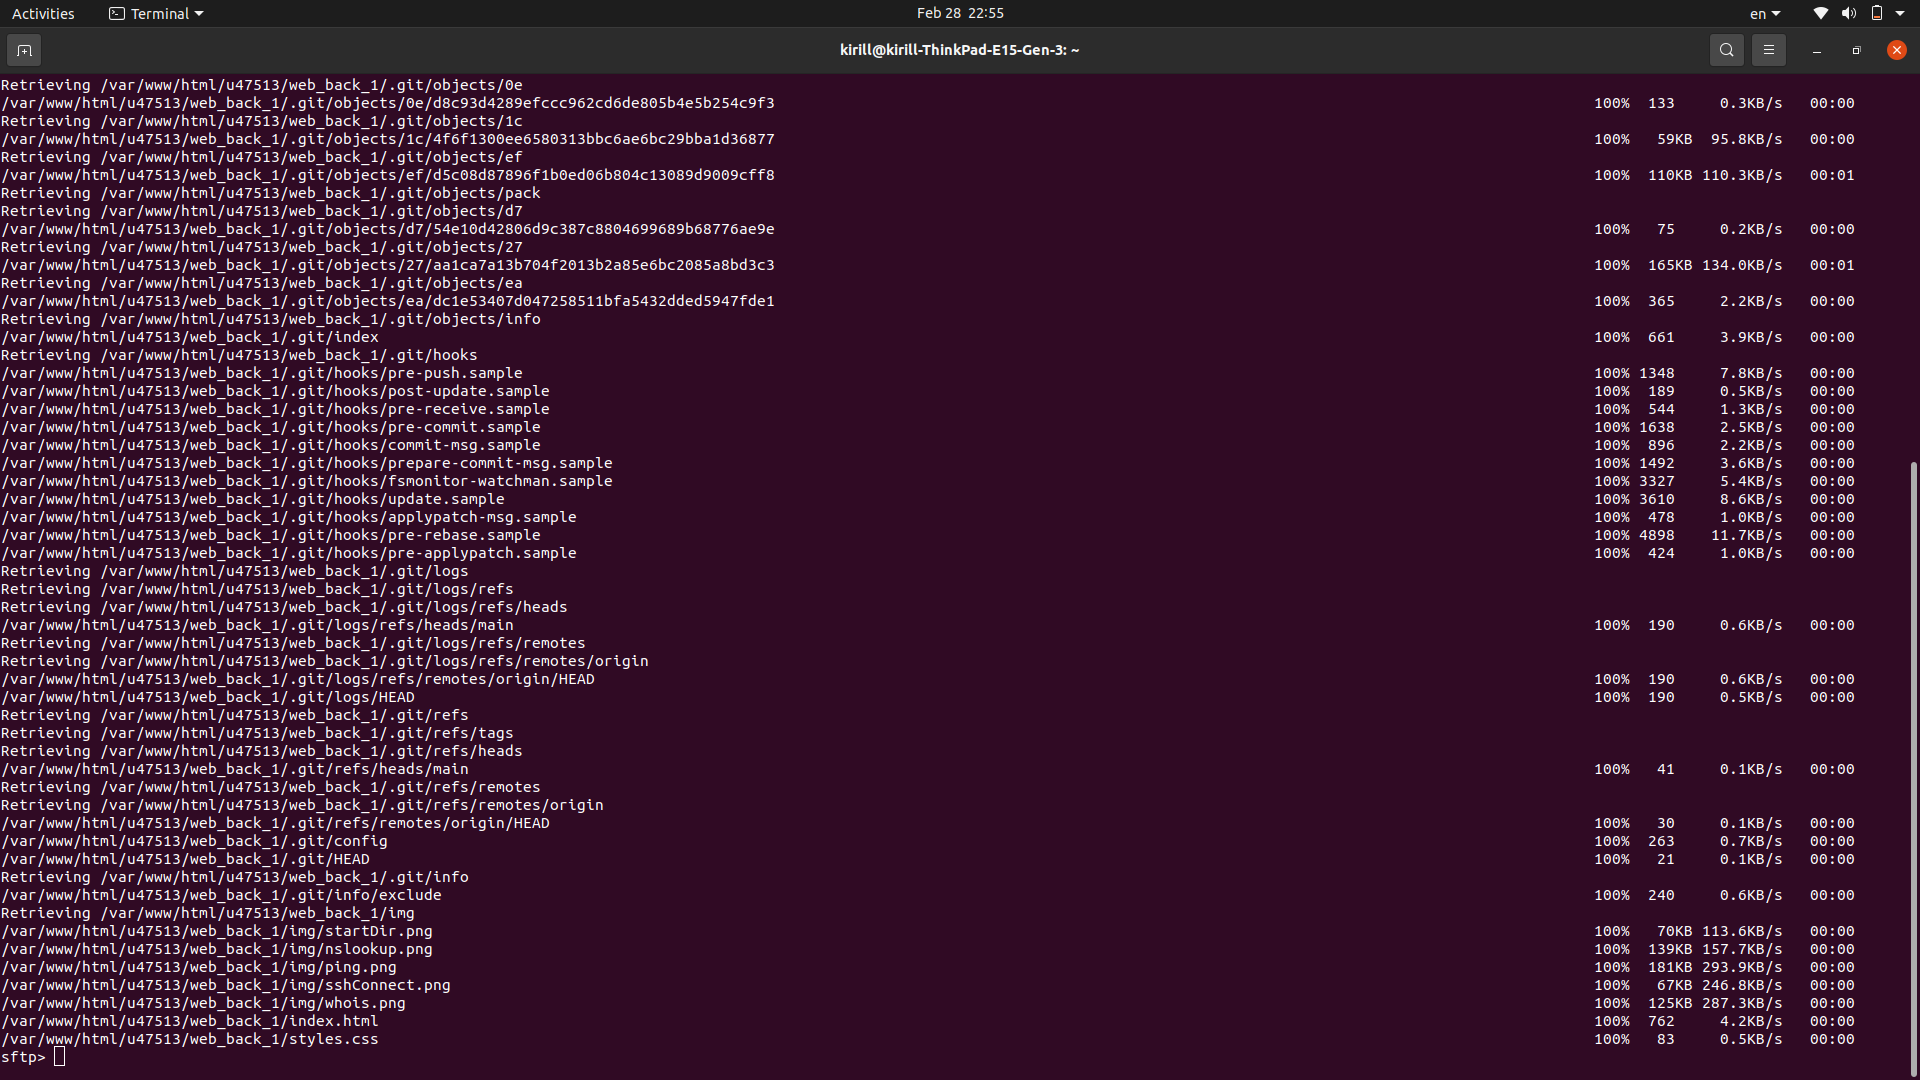 Activities Terminal Feb 28 22:55 en
kirill@kirill-ThinkPad-E15-Gen-3: ~
Retrieving /var/www/html/u47513/web_back_1/.git/objects/0e
/var/www/html/u47513/web_back_1/.git/objects/0e/d8c93d4289efccc962cd6de805b4e5b254c9f3 100% 133 0.3KB/s 00:00
Retrieving /var/www/html/u47513/web_back_1/.git/objects/1c
/var/www/html/u47513/web_back_1/.git/objects/1c/4f6f1300ee6580313bbc6ae6bc29bba1d36877 100% 59KB 95.8KB/s 00:00
Retrieving /var/www/html/u47513/web_back_1/.git/objects/ef
/var/www/html/u47513/web_back_1/.git/objects/ef/d5c08d87896f1b0ed06b804c13089d9009cff8 100% 110KB 110.3KB/s 00:01
Retrieving /var/www/html/u47513/web_back_1/.git/objects/pack
Retrieving /var/www/html/u47513/web_back_1/.git/objects/d7
/var/www/html/u47513/web_back_1/.git/objects/d7/54e10d42806d9c387c8804699689b68776ae9e 100% 75 0.2KB/s 00:00
Retrieving /var/www/html/u47513/web_back_1/.git/objects/27
/var/www/html/u47513/web_back_1/.git/objects/27/aa1ca7a13b704f2013b2a85e6bc2085a8bd3c3 100% 165KB 134.0KB/s 00:01
Retrieving /var/www/html/u47513/web_back_1/.git/objects/ea
/var/www/html/u47513/web_back_1/.git/objects/ea/dc1e53407d047258511bfa5432dded5947fde1 100% 365 2.2KB/s 00:00
Retrieving /var/www/html/u47513/web_back_1/.git/objects/info
/var/www/html/u47513/web_back_1/.git/index 100% 661 3.9KB/s 00:00
Retrieving /var/www/html/u47513/web_back_1/.git/hooks
/var/www/html/u47513/web_back_1/.git/hooks/pre-push.sample 100% 1348 7.8KB/s 00:00
/var/www/html/u47513/web_back_1/.git/hooks/post-update.sample 100% 189 0.5KB/s 00:00
/var/www/html/u47513/web_back_1/.git/hooks/pre-receive.sample 100% 544 1.3KB/s 00:00
/var/www/html/u47513/web_back_1/.git/hooks/pre-commit.sample 100% 1638 2.5KB/s 00:00
/var/www/html/u47513/web_back_1/.git/hooks/commit-msg.sample 100% 896 2.2KB/s 00:00
/var/www/html/u47513/web_back_1/.git/hooks/prepare-commit-msg.sample 100% 1492 3.6KB/s 00:00
/var/www/html/u47513/web_back_1/.git/hooks/fsmonitor-watchman.sample 100% 3327 5.4KB/s 00:00
/var/www/html/u47513/web_back_1/.git/hooks/update.sample 100% 3610 8.6KB/s 00:00
/var/www/html/u47513/web_back_1/.git/hooks/applypatch-msg.sample 100% 478 1.0KB/s 00:00
/var/www/html/u47513/web_back_1/.git/hooks/pre-rebase.sample 100% 4898 11.7KB/s 00:00
/var/www/html/u47513/web_back_1/.git/hooks/pre-applypatch.sample 100% 424 1.0KB/s 00:00
Retrieving /var/www/html/u47513/web_back_1/.git/logs
Retrieving /var/www/html/u47513/web_back_1/.git/logs/refs
Retrieving /var/www/html/u47513/web_back_1/.git/logs/refs/heads
/var/www/html/u47513/web_back_1/.git/logs/refs/heads/main 100% 190 0.6KB/s 00:00
Retrieving /var/www/html/u47513/web_back_1/.git/logs/refs/remotes
Retrieving /var/www/html/u47513/web_back_1/.git/logs/refs/remotes/origin
/var/www/html/u47513/web_back_1/.git/logs/refs/remotes/origin/HEAD 100% 190 0.6KB/s 00:00
/var/www/html/u47513/web_back_1/.git/logs/HEAD 100% 190 0.5KB/s 00:00
Retrieving /var/www/html/u47513/web_back_1/.git/refs
Retrieving /var/www/html/u47513/web_back_1/.git/refs/tags
Retrieving /var/www/html/u47513/web_back_1/.git/refs/heads
/var/www/html/u47513/web_back_1/.git/refs/heads/main 100% 41 0.1KB/s 00:00
Retrieving /var/www/html/u47513/web_back_1/.git/refs/remotes
Retrieving /var/www/html/u47513/web_back_1/.git/refs/remotes/origin
/var/www/html/u47513/web_back_1/.git/refs/remotes/origin/HEAD 100% 30 0.1KB/s 00:00
/var/www/html/u47513/web_back_1/.git/config 100% 263 0.7KB/s 00:00
/var/www/html/u47513/web_back_1/.git/HEAD 100% 21 0.1KB/s 00:00
Retrieving /var/www/html/u47513/web_back_1/.git/info
/var/www/html/u47513/web_back_1/.git/info/exclude 100% 240 0.6KB/s 00:00
Retrieving /var/www/html/u47513/web_back_1/img
/var/www/html/u47513/web_back_1/img/startDir.png 100% 70KB 113.6KB/s 00:00
/var/www/html/u47513/web_back_1/img/nslookup.png 100% 139KB 157.7KB/s 00:00
/var/www/html/u47513/web_back_1/img/ping.png 100% 181KB 293.9KB/s 00:00
/var/www/html/u47513/web_back_1/img/sshConnect.png 100% 67KB 246.8KB/s 00:00
/var/www/html/u47513/web_back_1/img/whois.png 100% 125KB 287.3KB/s 00:00
/var/www/html/u47513/web_back_1/index.html 100% 762 4.2KB/s 00:00
/var/www/html/u47513/web_back_1/styles.css 100% 83 0.5KB/s 00:00
sftp>